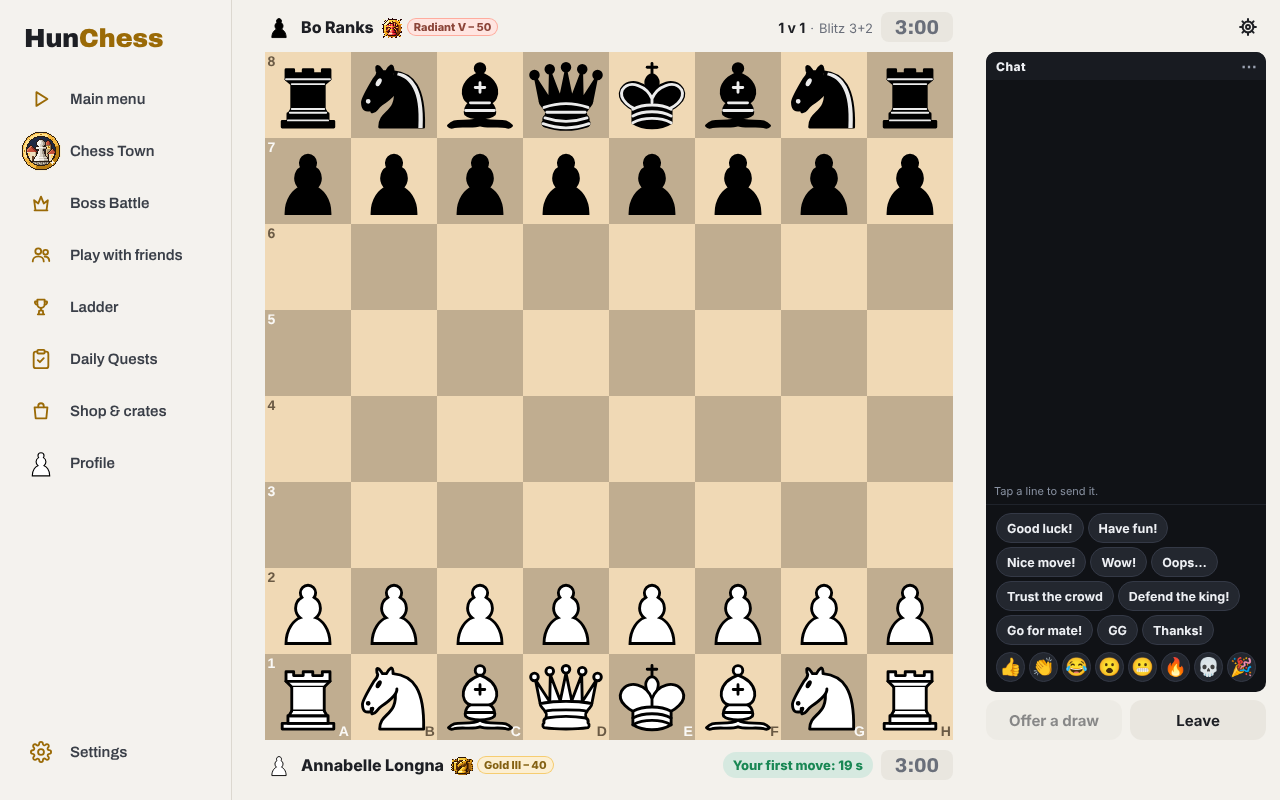 HunChess
Main menu
Chess Town
Boss Battle
Play with friends
Ladder
Daily Quests
Shop & crates
Profile
Settings
Bo Ranks Radiant V – 50 1 v 1 · Blitz 3+2 3:00
8
7
6
5
4
3
2
1
A B C D E F G H
Annabelle Longna Gold III – 40 Your first move: 19 s 3:00
Chat
Tap a line to send it.
Good luck! Have fun!
Nice move! Wow! Oops…
Trust the crowd Defend the king!
Go for mate! GG Thanks!
Offer a draw Leave